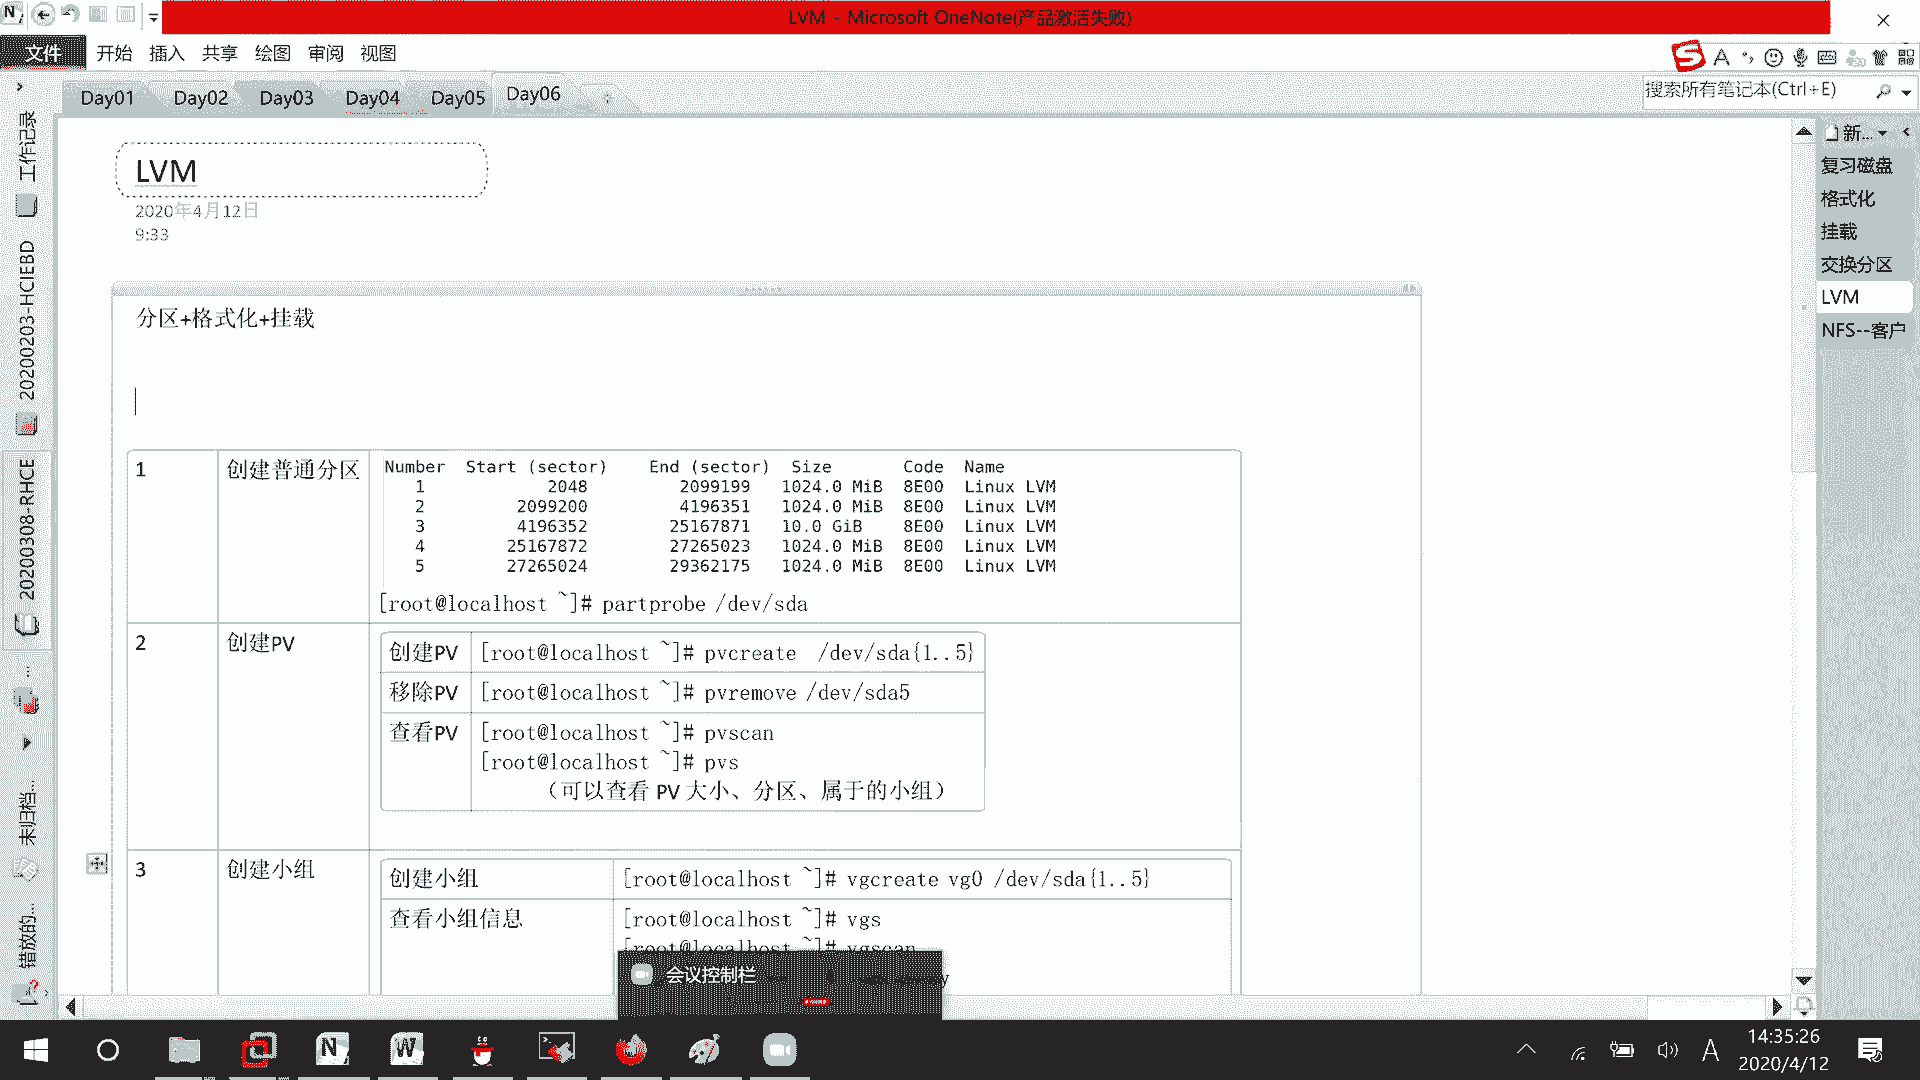 LVM - Microsoft OneNote(产品激活失败)
文件 开始 插入 共享 绘图 审阅 视图
Day01 Day02 Day03 Day04 Day05 Day06
搜索所有笔记本(Ctrl+E)
工作记录
20200203-HCIEBD
20200308-RHCE
...
未归档...
错放的...
新...
复习磁盘
格式化
挂载
交换分区
LVM
NFS--客户
LVM
2020年4月12日
9:33
分区+格式化+挂载
1 创建普通分区
Number Start (sector) End (sector) Size Code Name
1 2048 2099199 1024.0 MiB 8E00 Linux LVM
2 2099200 4196351 1024.0 MiB 8E00 Linux LVM
3 4196352 25167871 10.0 GiB 8E00 Linux LVM
4 25167872 27265023 1024.0 MiB 8E00 Linux LVM
5 27265024 29362175 1024.0 MiB 8E00 Linux LVM
[root@localhost ~]# partprobe /dev/sda
2 创建PV
创建PV [root@localhost ~]# pvcreate /dev/sda{1..5}
移除PV [root@localhost ~]# pvremove /dev/sda5
查看PV [root@localhost ~]# pvscan
[root@localhost ~]# pvs
（可以查看 PV 大小、分区、属于的小组）
3 创建小组
创建小组 [root@localhost ~]# vgcreate vg0 /dev/sda{1..5}
查看小组信息 [root@localhost ~]# vgs
[root@localhost ~]# vgscan
会议控制栏
14:35:26
2020/4/12